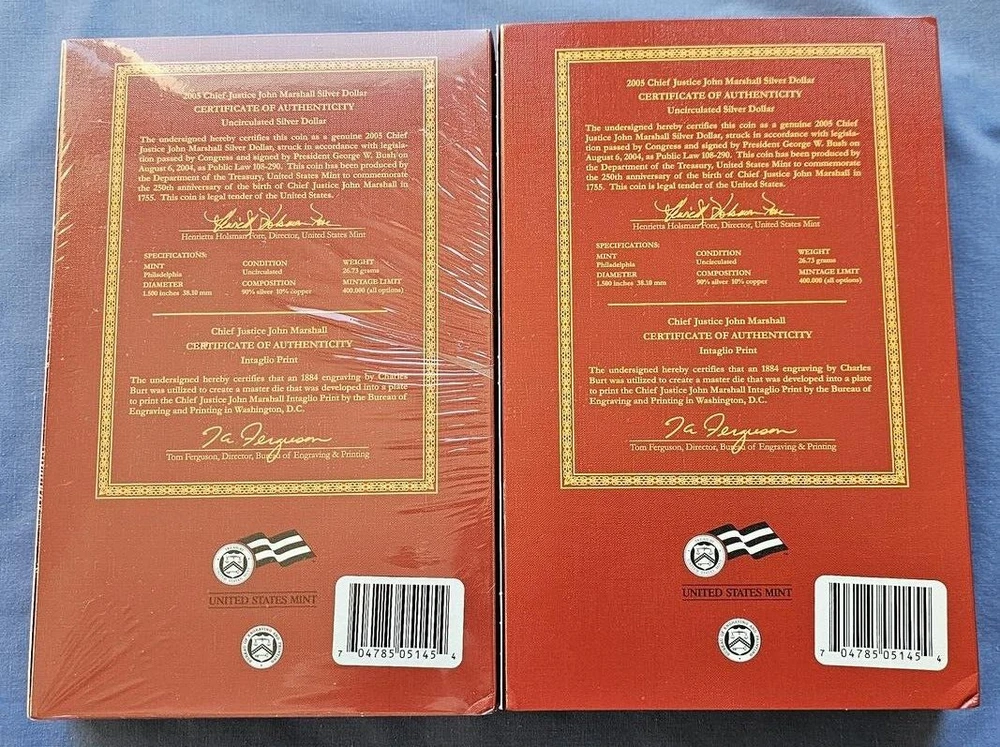 2005 Chief Justice John Marshall Silver Dollar
CERTIFICATE OF AUTHENTICITY
Uncirculated Silver Dollar
The undersigned hereby certifies this coin as a genuine 2005 Chief
Justice John Marshall Silver Dollar, struck in accordance with legisla-
tion passed by Congress and signed by President George W. Bush on
August 6, 2004, as Public Law 108-290. This coin has been produced by
the Department of the Treasury, United States Mint to commemorate
the 250th anniversary of the birth of Chief Justice John Marshall in
1755. This coin is legal tender of the United States.
Henrietta Holsman Fore, Director, United States Mint
SPECIFICATIONS:
MINT CONDITION WEIGHT
Philadelphia Uncirculated 26.73 grams
DIAMETER COMPOSITION MINTAGE LIMIT
1.500 inches 38.10 mm 90% silver 10% copper 400.000 (all options)
Chief Justice John Marshall
CERTIFICATE OF AUTHENTICITY
Intaglio Print
The undersigned hereby certifies that an 1884 engraving by Charles
Burt was utilized to create a master die that was developed into a plate
to print the Chief Justice John Marshall Intaglio Print by the Bureau of
Engraving and Printing in Washington, D.C.
T A Ferguson
Tom Ferguson, Director, Bureau of Engraving & Printing
UNITED STATES MINT
7 04785 05145 4
2005 Chief Justice John Marshall Silver Dollar
CERTIFICATE OF AUTHENTICITY
Uncirculated Silver Dollar
The undersigned hereby certifies this coin as a genuine 2005 Chief
Justice John Marshall Silver Dollar, struck in accordance with legisla-
tion passed by Congress and signed by President George W. Bush on
August 6, 2004, as Public Law 108-290. This coin has been produced by
the Department of the Treasury, United States Mint to commemorate
the 250th anniversary of the birth of Chief Justice John Marshall in
1755. This coin is legal tender of the United States.
Henrietta Holsman Fore, Director, United States Mint
SPECIFICATIONS:
MINT CONDITION WEIGHT
Philadelphia Uncirculated 26.73 grams
DIAMETER COMPOSITION MINTAGE LIMIT
1.500 inches 38.10 mm 90% silver 10% copper 400.000 (all options)
Chief Justice John Marshall
CERTIFICATE OF AUTHENTICITY
Intaglio Print
The undersigned hereby certifies that an 1884 engraving by Charles
Burt was utilized to create a master die that was developed into a plate
to print the Chief Justice John Marshall Intaglio Print by the Bureau of
Engraving and Printing in Washington, D.C.
T A Ferguson
Tom Ferguson, Director, Bureau of Engraving & Printing
UNITED STATES MINT
7 04785 05145 4